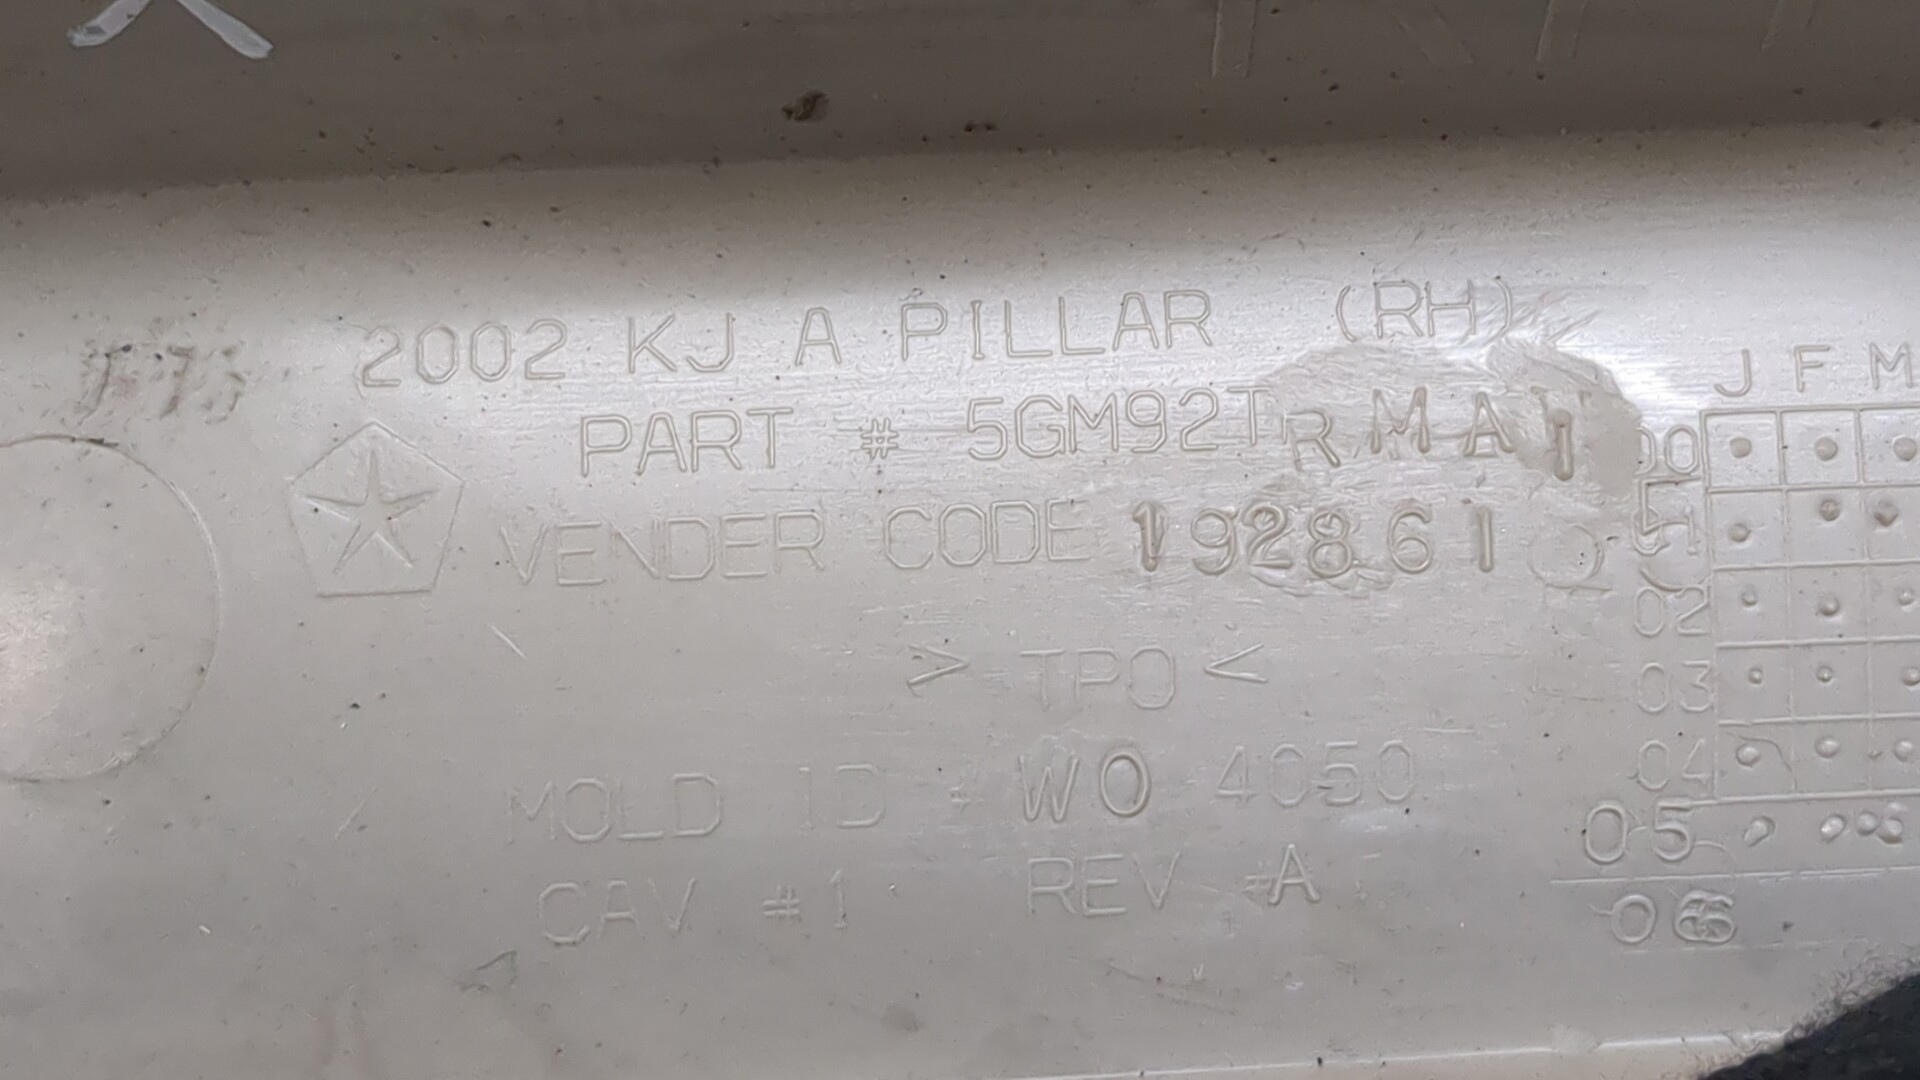 2002 KJ A PILLAR (RH)
PART # 5GM92TRMAI
VENDER CODE 192861
> TPO <
MOLD ID # WO 4050
CAV #1 REV #A
J F M
00
01
02
03
04
05
06